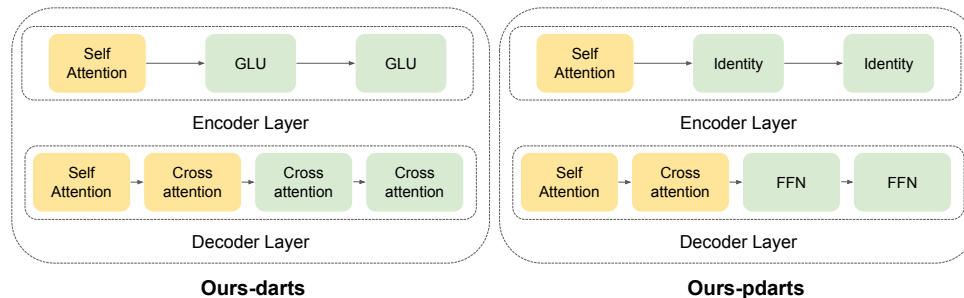 Self
Attention
GLU
GLU
Encoder Layer
Self
Attention
Cross
attention
Cross
attention
Cross
attention
Decoder Layer
Ours-darts
Self
Attention
Identity
Identity
Encoder Layer
Self
Attention
Cross
attention
FFN
FFN
Decoder Layer
Ours-pdarts